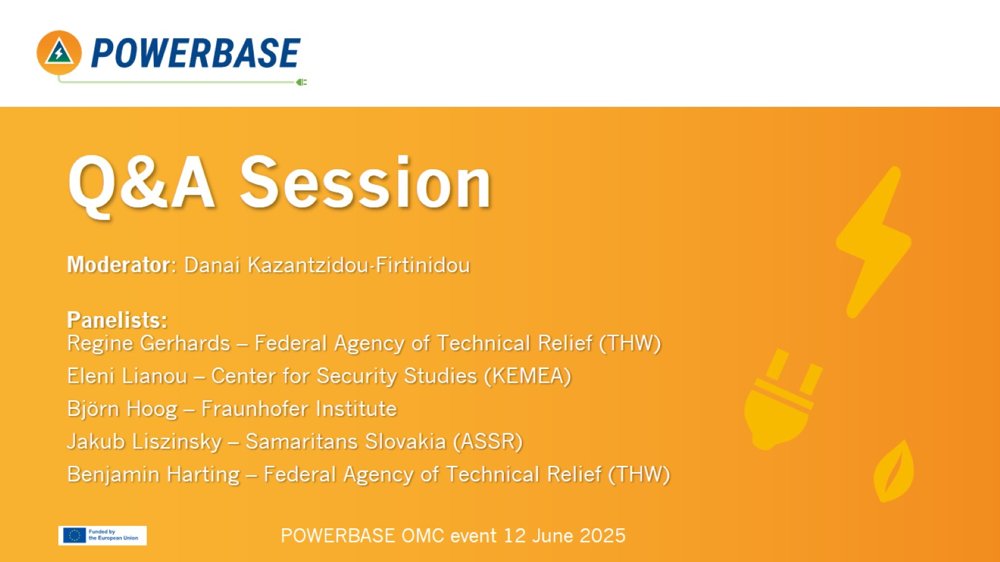 POWERBASE
Q&A Session
Moderator: Danai Kazantzidou-Firtinidou
Panelists:
Regine Gerhards – Federal Agency of Technical Relief (THW)
Eleni Lianou – Center for Security Studies (KEMEA)
Björn Hoog – Fraunhofer Institute
Jakub Liszinsky – Samaritans Slovakia (ASSR)
Benjamin Harting – Federal Agency of Technical Relief (THW)
Funded by
the European Union
POWERBASE OMC event 12 June 2025